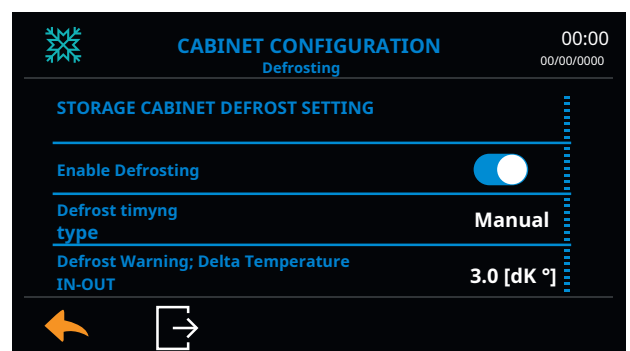 CABINET CONFIGURATION
00:00
Defrosting
00/00/0000
STORAGE CABINET DEFROST SETTING
Enable Defrosting
Defrost timyng
type
Manual
Defrost Warning; Delta Temperature
IN-OUT
3.0 [dK °]